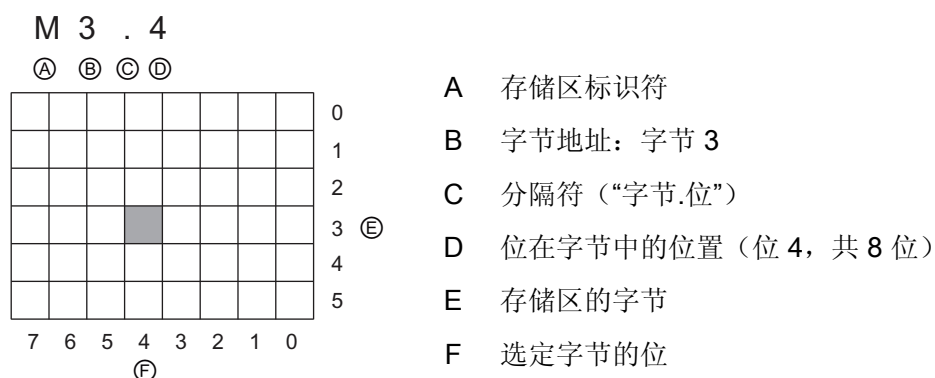 M 3 . 4
Ⓐ Ⓑ Ⓒ Ⓓ
0
1
2
3 Ⓔ
4
5
7 6 5 4 3 2 1 0
Ⓕ
A 存储区标识符
B 字节地址：字节 3
C 分隔符（“字节.位”）
D 位在字节中的位置（位 4，共 8 位）
E 存储区的字节
F 选定字节的位